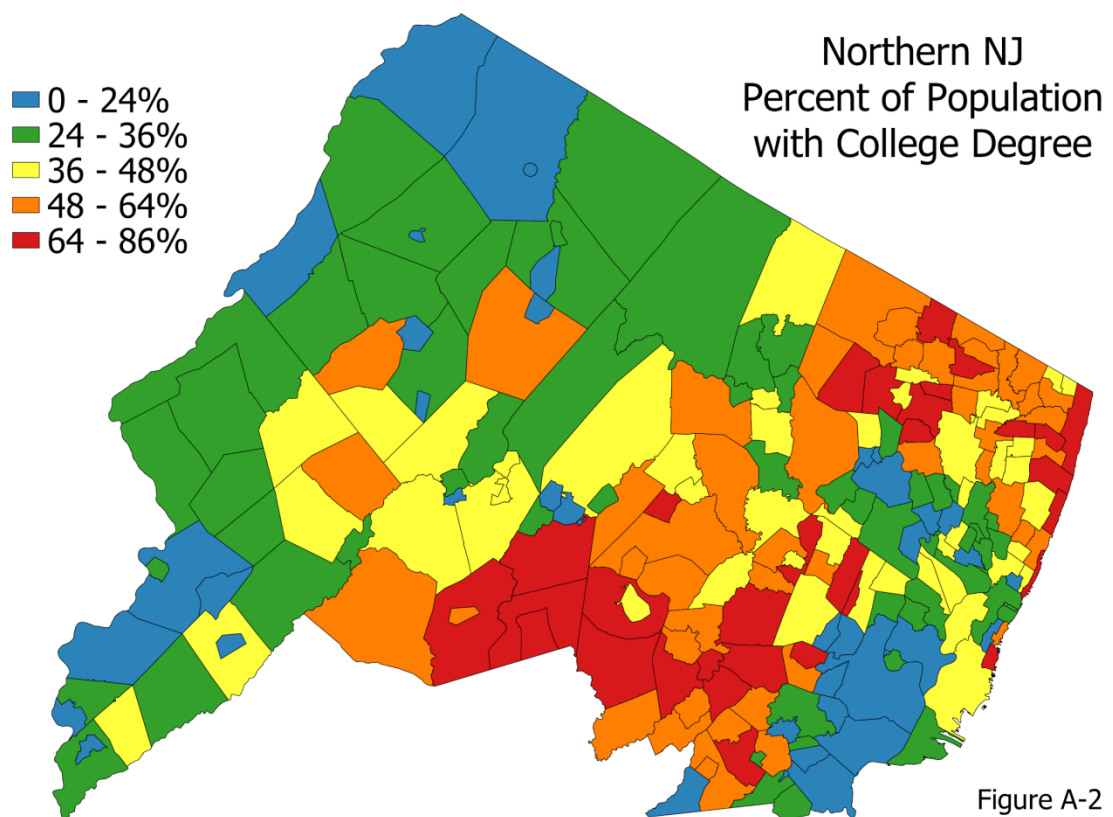 Northern NJ
Percent of Population
with College Degree
0 - 24%
24 - 36%
36 - 48%
48 - 64%
64 - 86%
Figure A-2